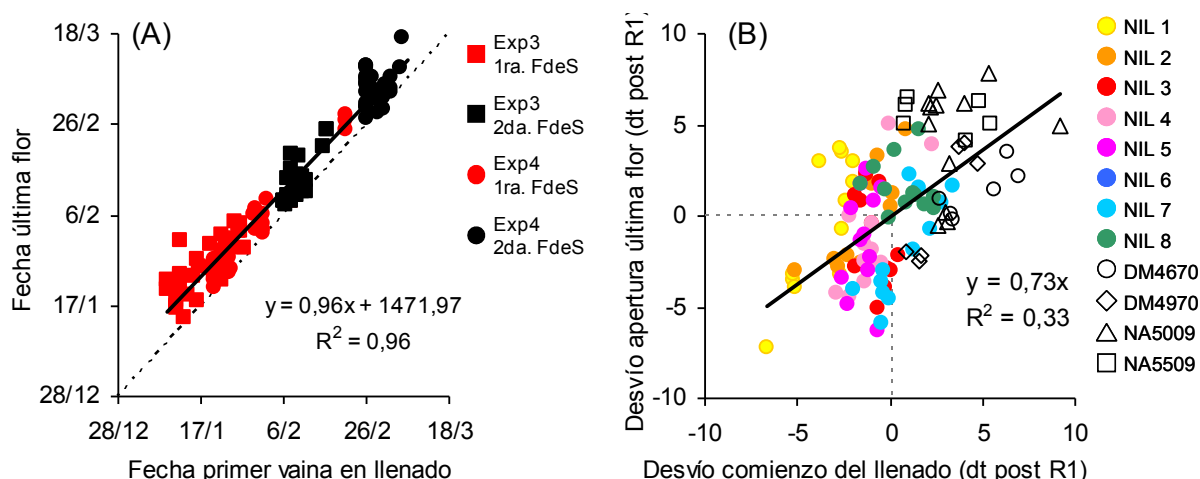 (A)
Fecha última flor
18/3
26/2
6/2
17/1
28/12
28/12
17/1
6/2
26/2
18/3
Fecha primer vaina en llenado
y = 0,96x + 1471,97
R² = 0,96
Exp3
1ra. FdeS
Exp3
2da. FdeS
Exp4
1ra. FdeS
Exp4
2da. FdeS
(B)
Desvío apertura última flor (dt post R1)
10
5
0
-5
-10
-10
-5
0
5
10
Desvío comienzo del llenado (dt post R1)
y = 0,73x
R² = 0,33
NIL 1
NIL 2
NIL 3
NIL 4
NIL 5
NIL 6
NIL 7
NIL 8
DM4670
DM4970
NA5009
NA5509